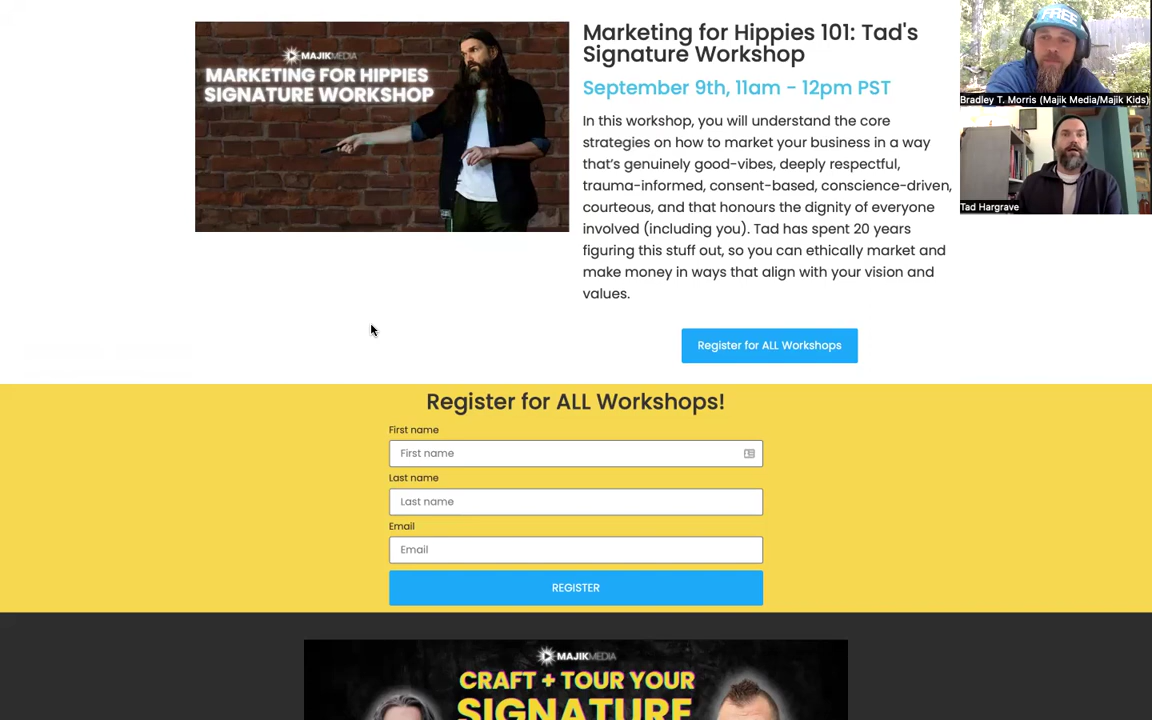 MAJIKMEDIA
MARKETING FOR HIPPIES
SIGNATURE WORKSHOP
Marketing for Hippies 101: Tad's
Signature Workshop
September 9th, 11am - 12pm PST
In this workshop, you will understand the core
strategies on how to market your business in a way
that's genuinely good-vibes, deeply respectful,
trauma-informed, consent-based, conscience-driven,
courteous, and that honours the dignity of everyone
involved (including you). Tad has spent 20 years
figuring this stuff out, so you can ethically market and
make money in ways that align with your vision and
values.
Register for ALL Workshops
FREE
Bradley T. Morris (Majik Media/Majik Kids)
Tad Hargrave
Register for ALL Workshops!
First name
First name
Last name
Last name
Email
Email
REGISTER
MAJIKMEDIA
CRAFT + TOUR YOUR
SIGNATURE